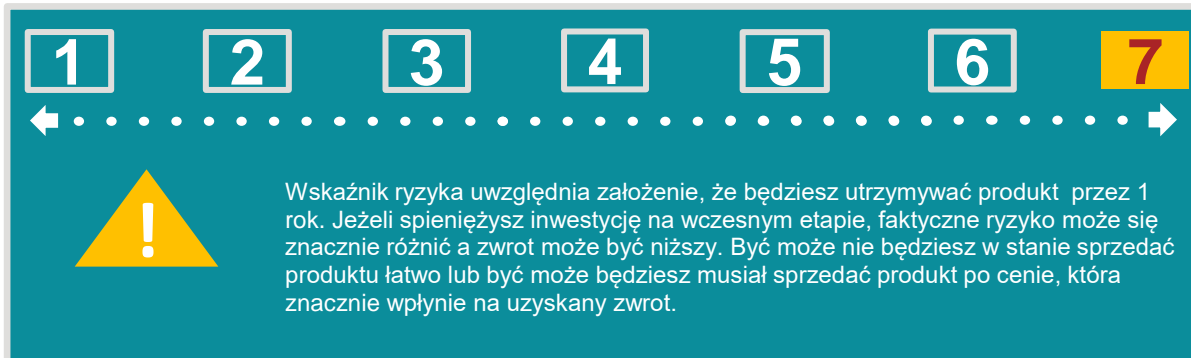 1 2 3 4 5 6 7
!
Wskaźnik ryzyka uwzględnia założenie, że będziesz utrzymywać produkt  przez 1
rok. Jeżeli spieniężysz inwestycję na wczesnym etapie, faktyczne ryzyko może się
znacznie różnić a zwrot może być niższy. Być może nie będziesz w stanie sprzedać
produktu łatwo lub być może będziesz musiał sprzedać produkt po cenie, która
znacznie wpłynie na uzyskany zwrot.